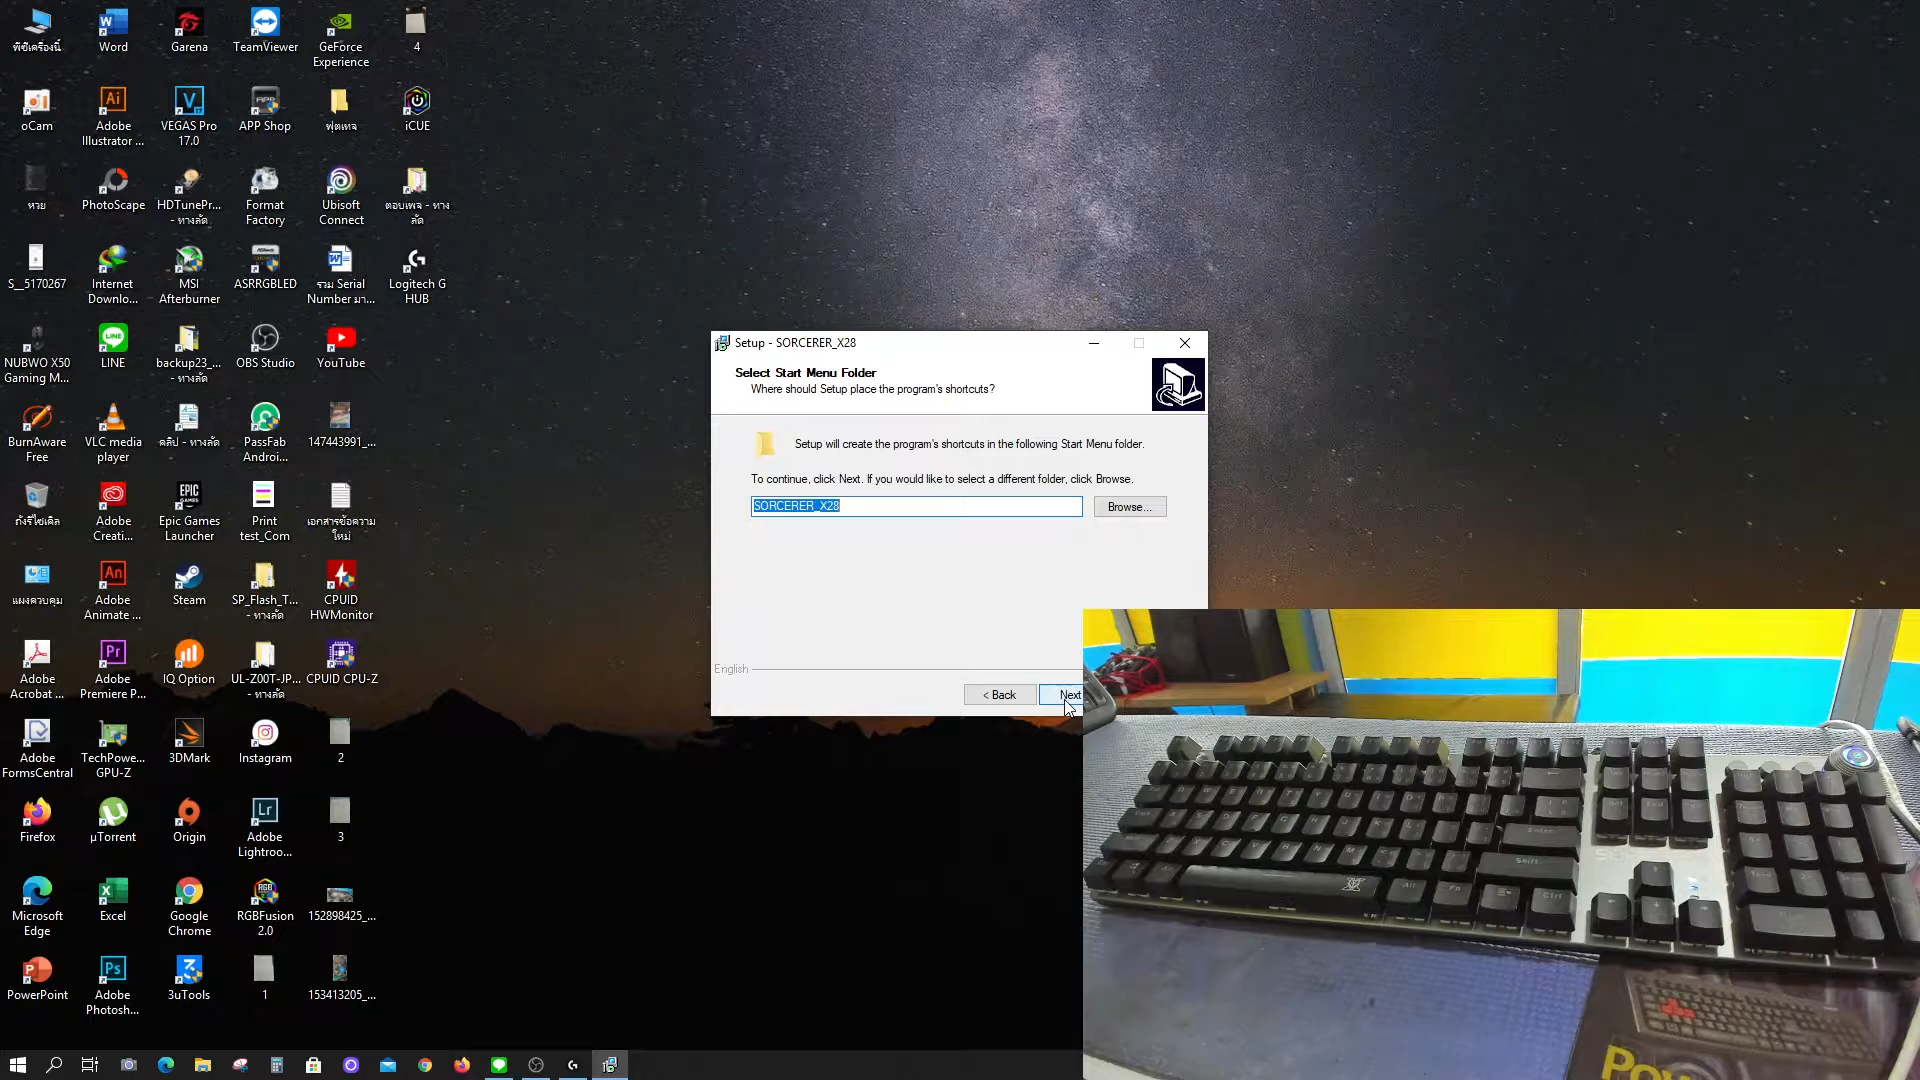 พีซีเครื่องนี้
Word
Garena
TeamViewer
GeForce
Experience
4
oCam
Adobe
Illustrator ...
VEGAS Pro
17.0
APP Shop
ฟุตเทจ
iCUE
หวย
PhotoScape
HDTunePr...
- ทางลัด
Format
Factory
Ubisoft
Connect
ตอบเพจ - ทาง
ลัด
S__5170267
Internet
Downlo...
MSI
Afterburner
ASRRGBLED
รวม Serial
Number มา...
Logitech G
HUB
NUBWO X50
Gaming M...
LINE
backup23_...
- ทางลัด
OBS Studio
YouTube
BurnAware
Free
VLC media
player
คลิป - ทางลัด
PassFab
Androi...
147443991_...
ถังรีไซเคิล
Adobe
Creati...
Epic Games
Launcher
Print
test_Com
เอกสารข้อความ
ใหม่
แผงควบคุม
Adobe
Animate ...
Steam
SP_Flash_T...
- ทางลัด
CPUID
HWMonitor
Adobe
Acrobat ...
Adobe
Premiere P...
IQ Option
UL-Z00T-JP...
- ทางลัด
CPUID CPU-Z
Adobe
FormsCentral
TechPowe...
GPU-Z
3DMark
Instagram
2
Firefox
µTorrent
Origin
Adobe
Lightroo...
3
Microsoft
Edge
Excel
Google
Chrome
RGBFusion
2.0
152898425_...
PowerPoint
Adobe
Photosh...
3uTools
1
153413205_...
Setup - SORCERER_X28
Select Start Menu Folder
Where should Setup place the program's shortcuts?
Setup will create the program's shortcuts in the following Start Menu folder.
To continue, click Next. If you would like to select a different folder, click Browse.
SORCERER_X28
Browse...
English
< Back
Next
Enter
Shift
Alt
Fn
Ctrl